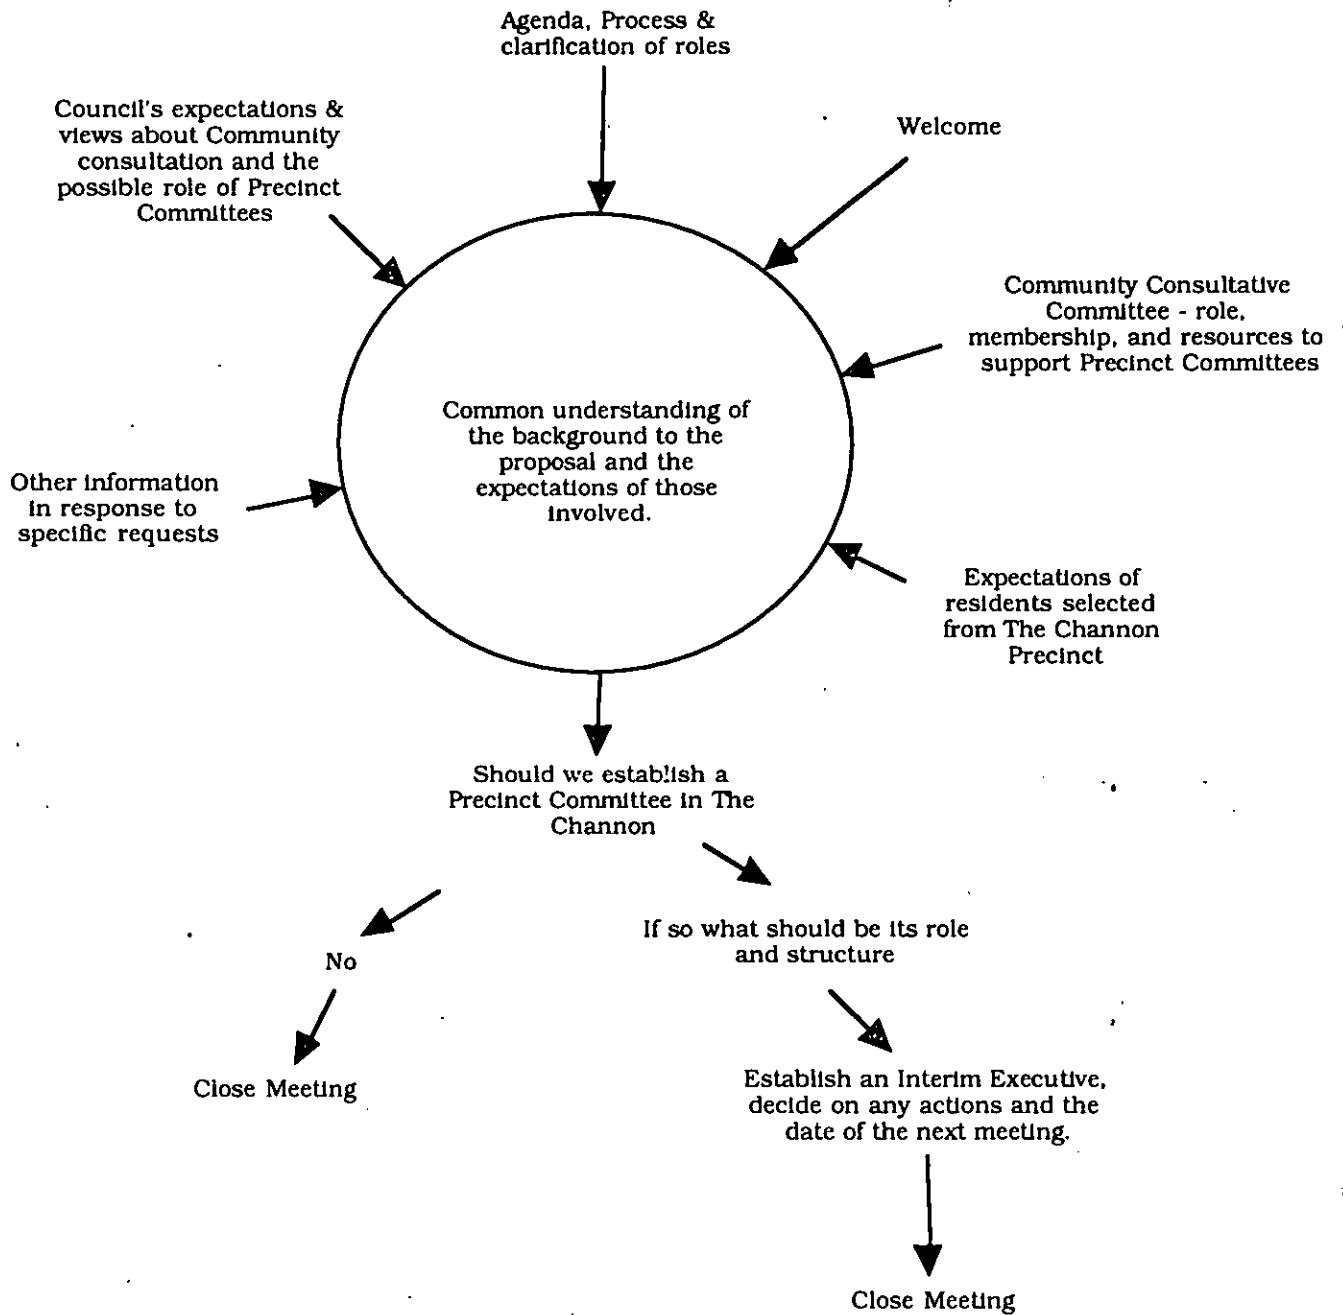 Agenda, Process &
clarification of roles
Council's expectations &
views about Community
consultation and the
possible role of Precinct
Committees
Welcome
Community Consultative
Committee - role,
membership, and resources to
support Precinct Committees
Common understanding of
the background to the
proposal and the
expectations of those
involved.
Other information
in response to
specific requests
Expectations of
residents selected
from The Channon
Precinct
Should we establish a
Precinct Committee in The
Channon
No
If so what should be its role
and structure
Close Meeting
Establish an Interim Executive,
decide on any actions and the
date of the next meeting.
Close Meeting